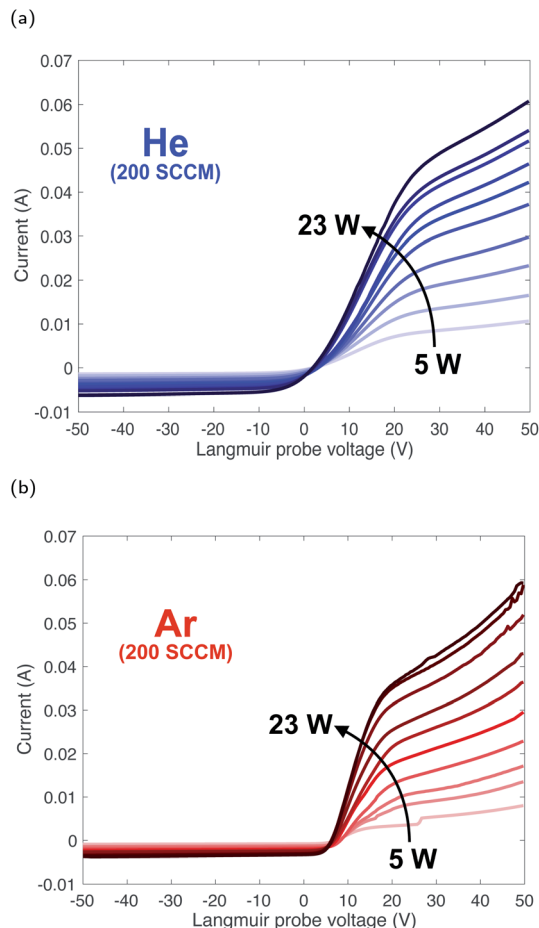 (a)
0.07
0.06
0.05
0.04
0.03
0.02
0.01
0
-0.01
Current (A)
He
(200 SCCM)
23 W
5 W
-50 -40 -30 -20 -10 0 10 20 30 40 50
Langmuir probe voltage (V)
(b)
0.07
0.06
0.05
0.04
0.03
0.02
0.01
0
-0.01
Current (A)
Ar
(200 SCCM)
23 W
5 W
-50 -40 -30 -20 -10 0 10 20 30 40 50
Langmuir probe voltage (V)